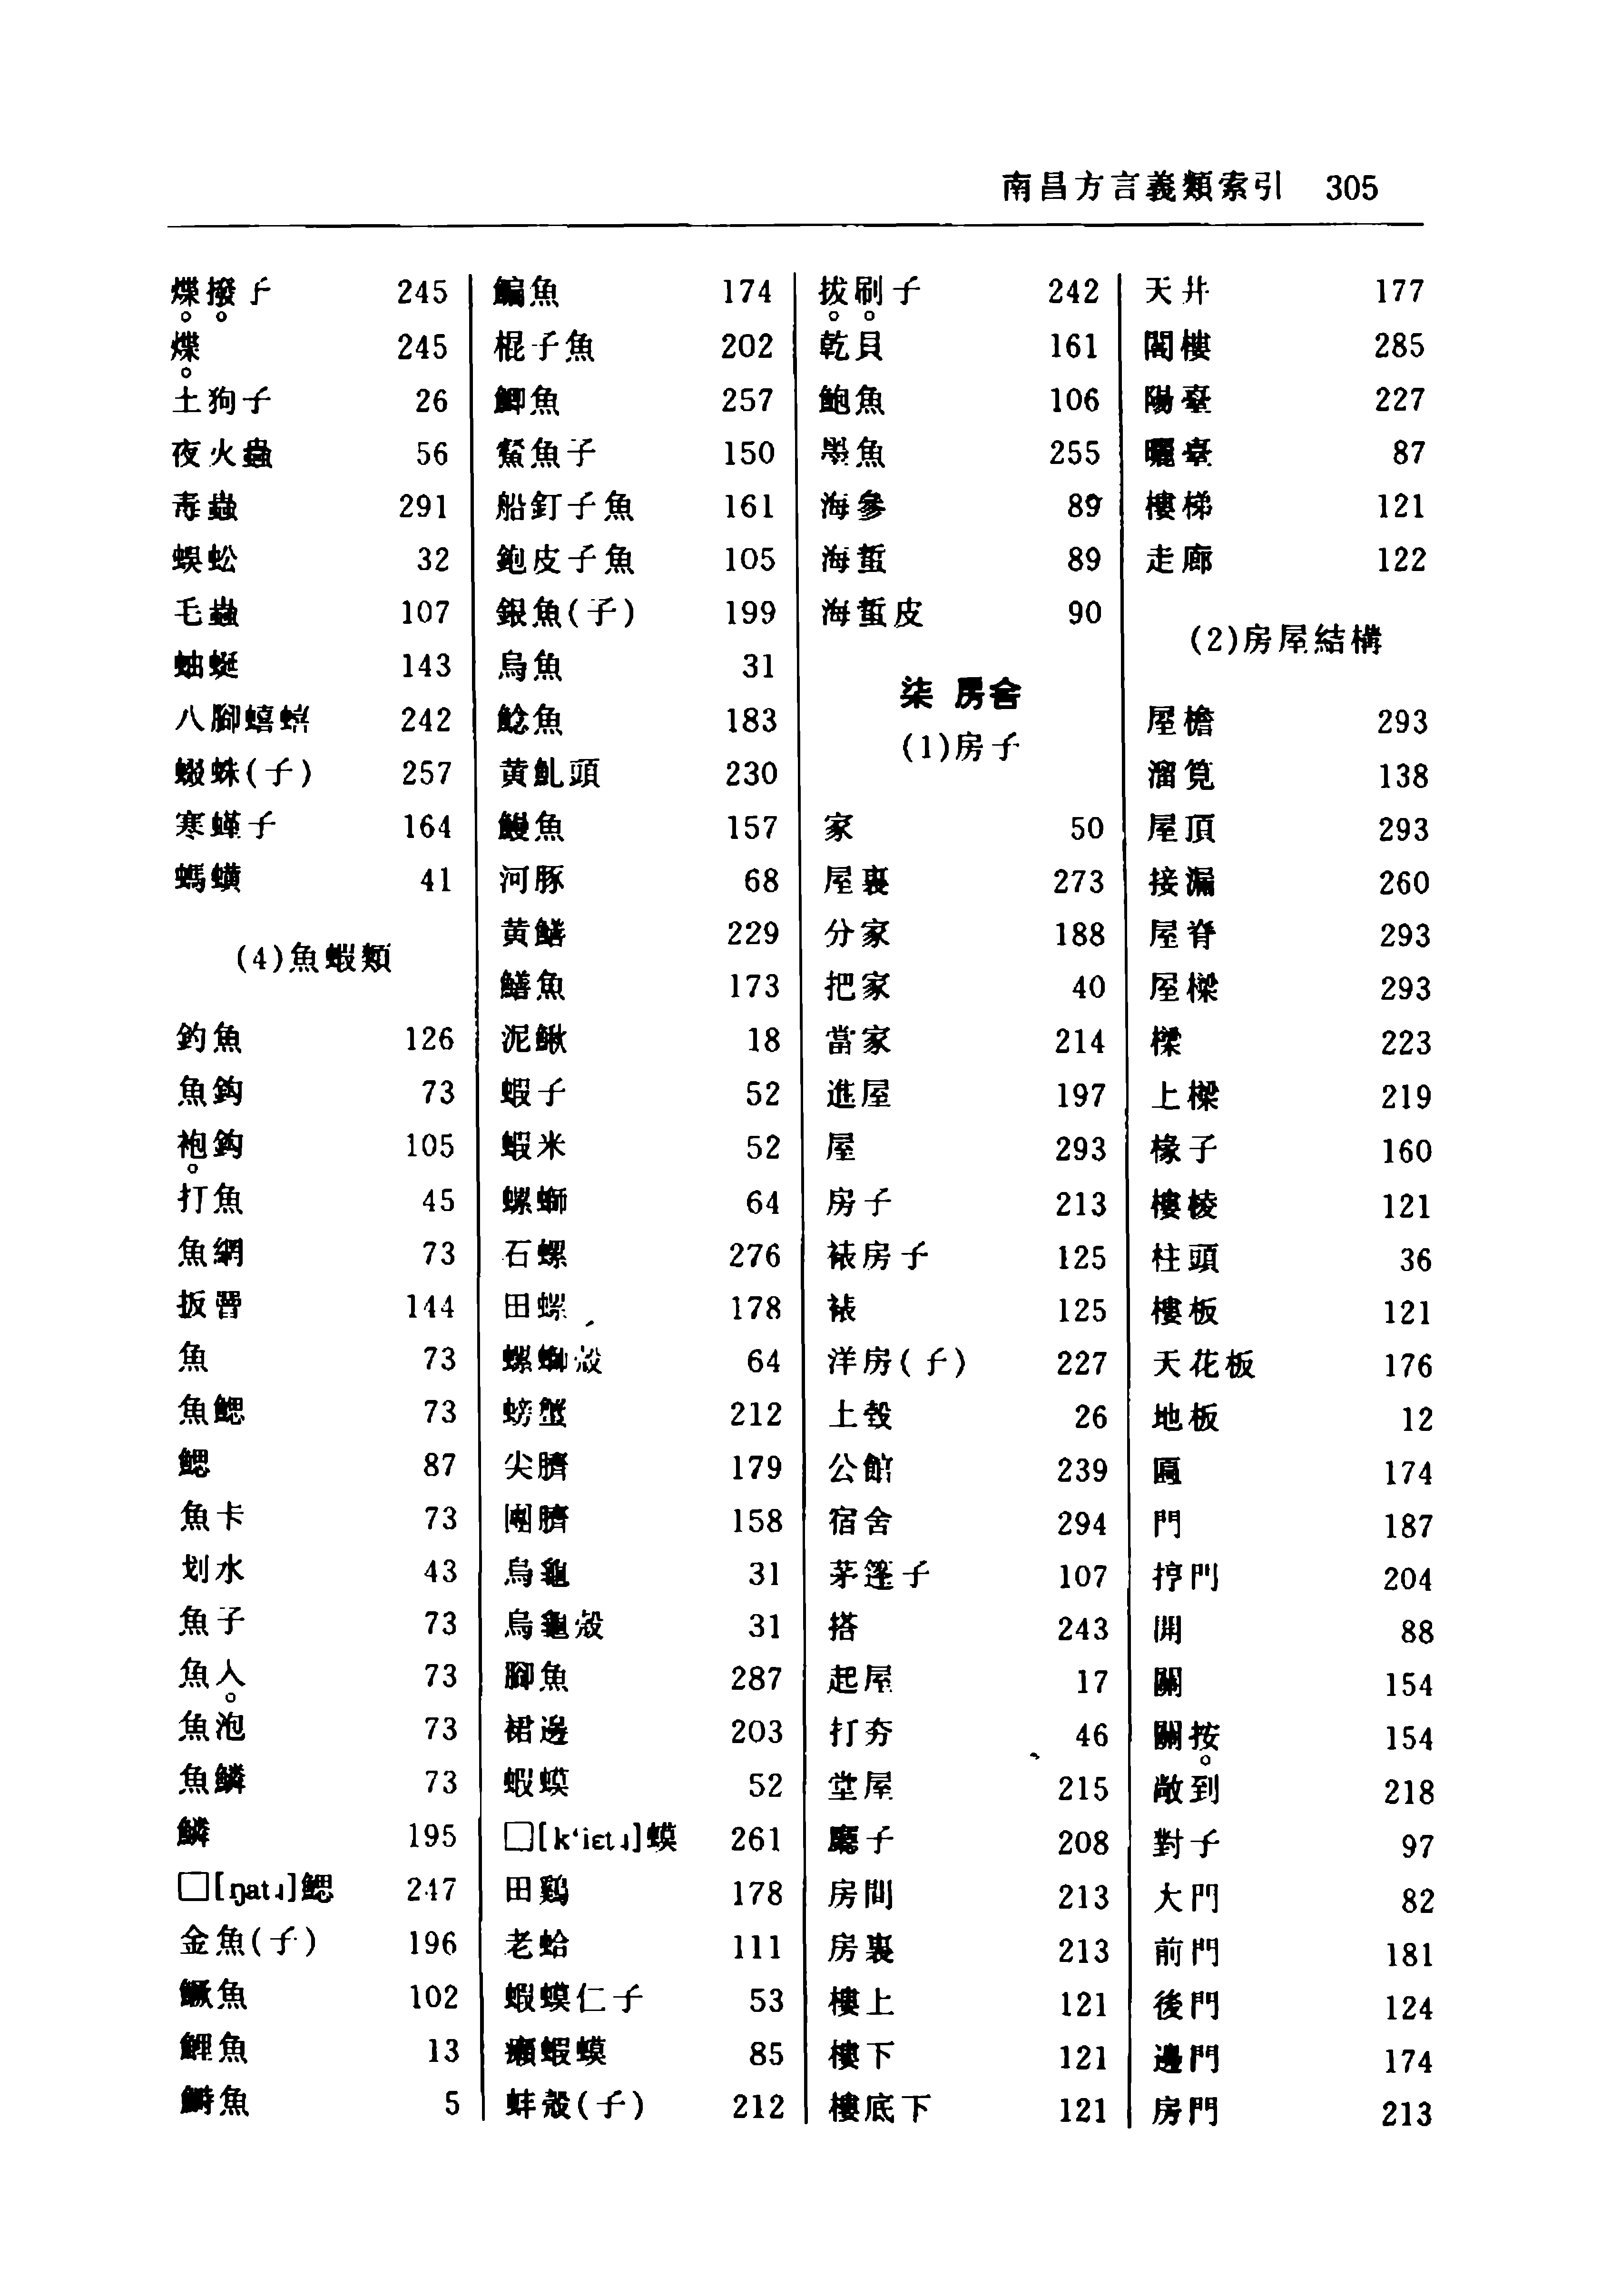 南昌方言義類索引 305
煠撥子 245
煠 245
土狗子 26
夜火蟲 56
毒蟲 291
蜈蚣 32
毛蟲 107
蚰蜒 143
八腳蟢蟧 242
蝃蛛(子) 257
寒蟬子 164
螞蟥 41
(4)魚蝦類
釣魚 126
魚鈎 73
袍鈎 105
打魚 45
魚網 73
扳罾 144
魚 73
魚鰓 73
鰓 87
魚卡 73
划水 43
魚子 73
魚人 73
魚泡 73
魚鱗 73
鱗 195
□[ŋat˩]鰓 247
金魚(子) 196
鱖魚 102
鯉魚 13
鰣魚 5
鯿魚 174
棍子魚 202
鯽魚 257
鮤魚子 150
船釘子魚 161
鉋皮子魚 105
銀魚(子) 199
烏魚 31
鯰魚 183
黄魟頭 230
鰻魚 157
河豚 68
黄鱔 229
鱔魚 173
泥鰍 18
蝦子 52
蝦米 52
螺螄 64
石螺 276
田螺 178
螺螄殼 64
螃蟹 212
尖臍 179
團臍 158
烏龜 31
烏龜殼 31
腳魚 287
裙邊 203
蝦蟆 52
□[kʻiɛt˩]蟆 261
田鷄 178
老蛤 111
蝦蟆仁子 53
癩蝦蟆 85
蚌殼(子) 212
拔刷子 242
乾貝 161
鮑魚 106
墨魚 255
海參 89
海蜇 89
海蜇皮 90
柒 房舍
(1)房子
家 50
屋裏 273
分家 188
把家 40
當家 214
進屋 197
屋 293
房子 213
裱房子 125
裱 125
洋房(子) 227
土墼 26
公館 239
宿舍 294
茅篷子 107
搭 243
起屋 17
打夯 46
堂屋 215
廳子 208
房間 213
房裏 213
樓上 121
樓下 121
樓底下 121
天井 177
閣樓 285
陽臺 227
曬臺 87
樓梯 121
走廊 122
(2)房屋結構
屋檐 293
溜筧 138
屋頂 293
接漏 260
屋脊 293
屋樑 293
樑 223
上樑 219
椽子 160
樓棱 121
柱頭 36
樓板 121
天花板 176
地板 12
匾 174
門 187
揨門 204
開 88
關 154
關按 154
敞到 218
對子 97
大門 82
前門 181
後門 124
邊門 174
房門 213